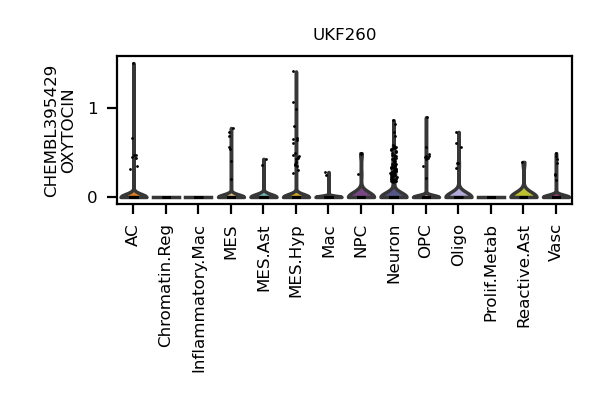 UKF260
CHEMBL395429
OXYTOCIN
1
0
AC
Chromatin.Reg
Inflammatory.Mac
MES
MES.Ast
MES.Hyp
Mac
NPC
Neuron
OPC
Oligo
Prolif.Metab
Reactive.Ast
Vasc